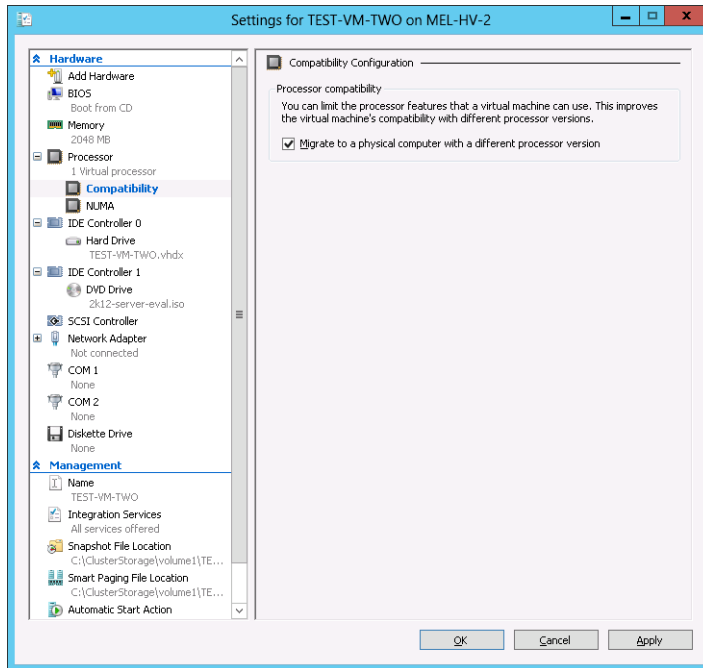 Settings for TEST-VM-TWO on MEL-HV-2
Hardware
Add Hardware
BIOS
Boot from CD
Memory
2048 MB
Processor
1 Virtual processor
Compatibility
NUMA
IDE Controller 0
Hard Drive
TEST-VM-TWO.vhdx
IDE Controller 1
DVD Drive
2k12-server-eval.iso
SCSI Controller
Network Adapter
Not connected
COM 1
None
COM 2
None
Diskette Drive
None
Management
Name
TEST-VM-TWO
Integration Services
All services offered
Snapshot File Location
C:\ClusterStorage\volume1\TE...
Smart Paging File Location
C:\ClusterStorage\volume1\TE...
Automatic Start Action
Compatibility Configuration
Processor compatibility
You can limit the processor features that a virtual machine can use. This improves
the virtual machine's compatibility with different processor versions.
Migrate to a physical computer with a different processor version
OK
Cancel
Apply